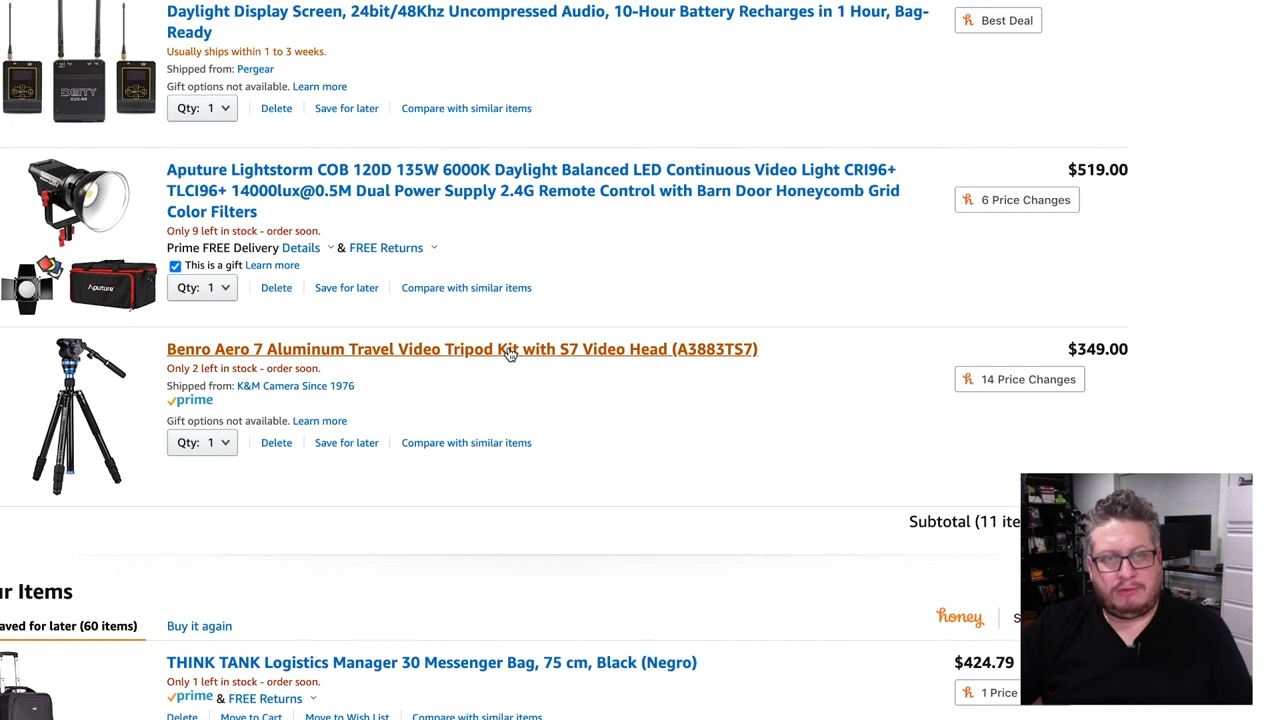 Daylight Display Screen, 24bit/48Khz Uncompressed Audio, 10-Hour Battery Recharges in 1 Hour, Bag-
Ready
Best Deal
Usually ships within 1 to 3 weeks.
Shipped from: Pergear
Gift options not available. Learn more
Qty: 1 Delete Save for later Compare with similar items
DEITY
DUO-RX
Aputure Lightstorm COB 120D 135W 6000K Daylight Balanced LED Continuous Video Light CRI96+
TLCI96+ 14000lux@0.5M Dual Power Supply 2.4G Remote Control with Barn Door Honeycomb Grid
Color Filters
$519.00
6 Price Changes
Only 9 left in stock - order soon.
Prime FREE Delivery Details & FREE Returns
This is a gift Learn more
Qty: 1 Delete Save for later Compare with similar items
Aputure
Benro Aero 7 Aluminum Travel Video Tripod Kit with S7 Video Head (A3883TS7)
$349.00
14 Price Changes
Only 2 left in stock - order soon.
Shipped from: K&M Camera Since 1976
prime
Gift options not available. Learn more
Qty: 1 Delete Save for later Compare with similar items
Subtotal (11 ite
r Items
aved for later (60 items) Buy it again
honey S
THINK TANK Logistics Manager 30 Messenger Bag, 75 cm, Black (Negro)
$424.79
1 Price
Only 1 left in stock - order soon.
prime & FREE Returns
Delete Move to Cart Move to Wish List Compare with similar items